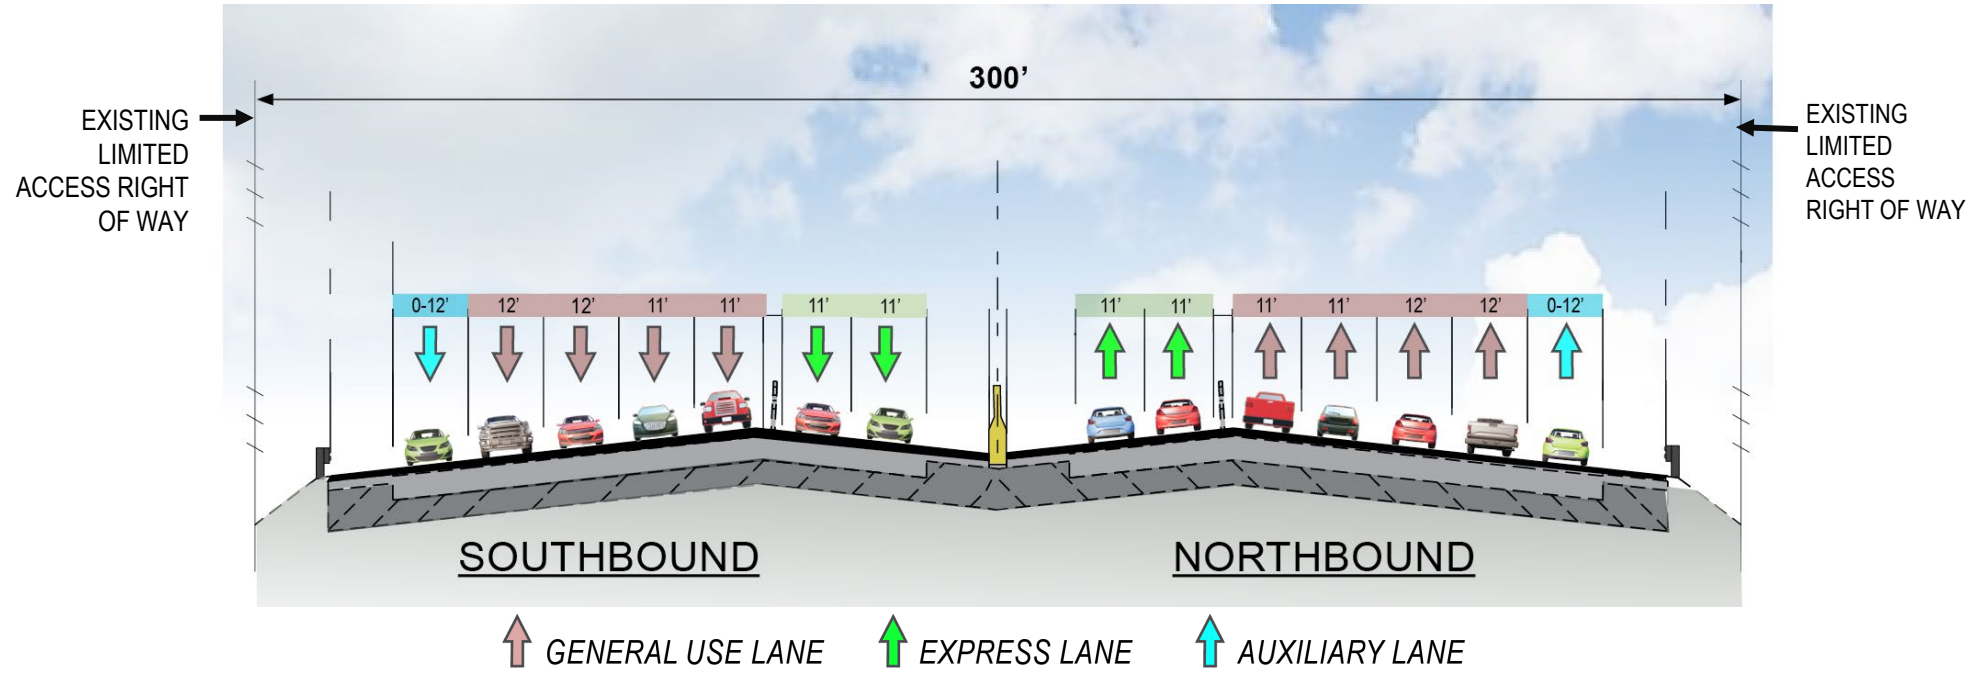 300’
EXISTING
LIMITED
ACCESS RIGHT
OF WAY
EXISTING
LIMITED
ACCESS
RIGHT OF WAY
0-12’ 12’ 12’ 11’ 11’ 11’ 11’ 11’ 11’ 11’ 11’ 12’ 12’ 0-12’
SOUTHBOUND NORTHBOUND
GENERAL USE LANE EXPRESS LANE AUXILIARY LANE